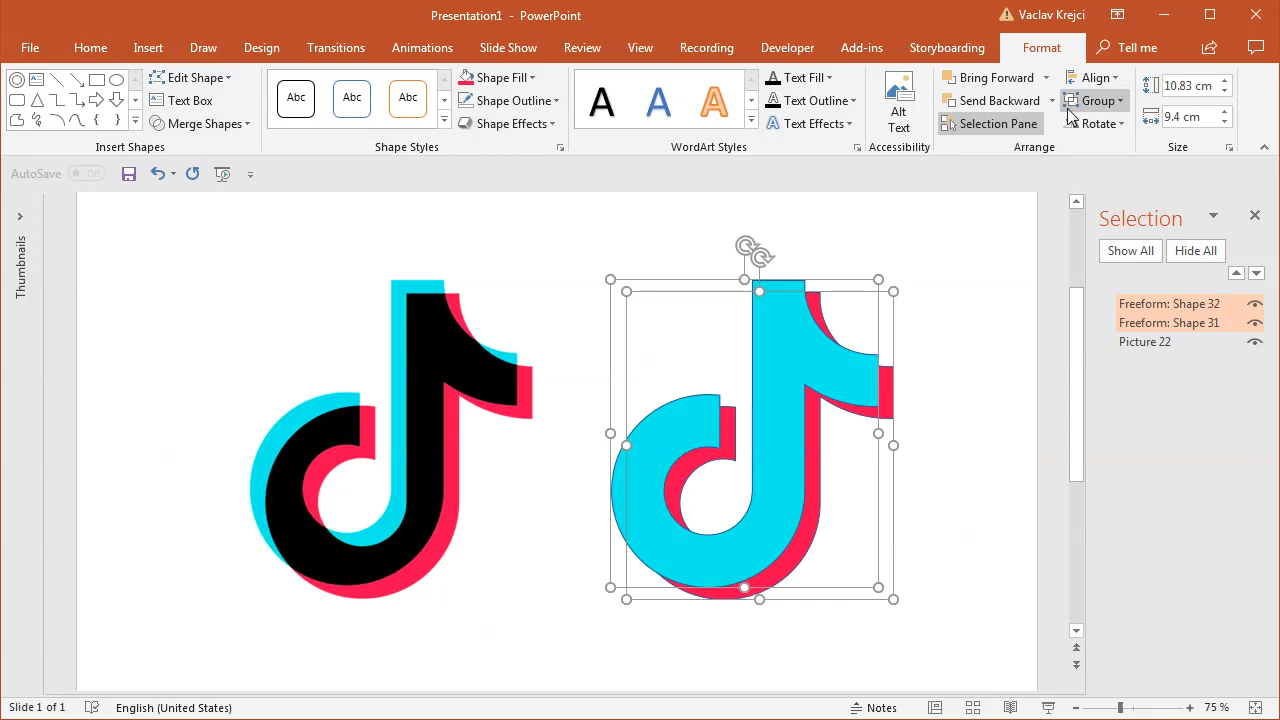 Presentation1 - PowerPoint
Vaclav Krejci
File Home Insert Draw Design Transitions Animations Slide Show Review View Recording Developer Add-ins Storyboarding Format Tell me
Edit Shape
Text Box
Merge Shapes
Insert Shapes
Abc Abc Abc
Shape Fill
Shape Outline
Shape Effects
Shape Styles
A A A
Text Fill
Text Outline
Text Effects
WordArt Styles
Alt
Text
Accessibility
Bring Forward
Send Backward
Selection Pane
Align
Group
Rotate
Arrange
10.83 cm
9.4 cm
Size
AutoSave Off
Thumbnails
Selection
Show All Hide All
Freeform: Shape 32
Freeform: Shape 31
Picture 22
Slide 1 of 1 English (United States) Notes 75 %